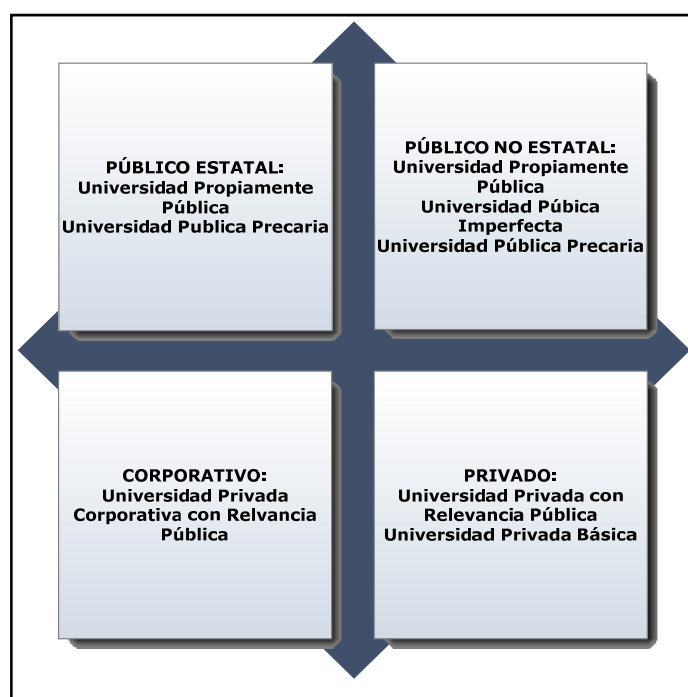 PÚBLICO ESTATAL:
Universidad Propiamente
Pública
Universidad Publica Precaria
PÚBLICO NO ESTATAL:
Universidad Propiamente
Pública
Universidad Púbica
Imperfecta
Universidad Pública Precaria
CORPORATIVO:
Universidad Privada
Corporativa con Relvancia
Pública
PRIVADO:
Universidad Privada con
Relevancia Pública
Universidad Privada Básica